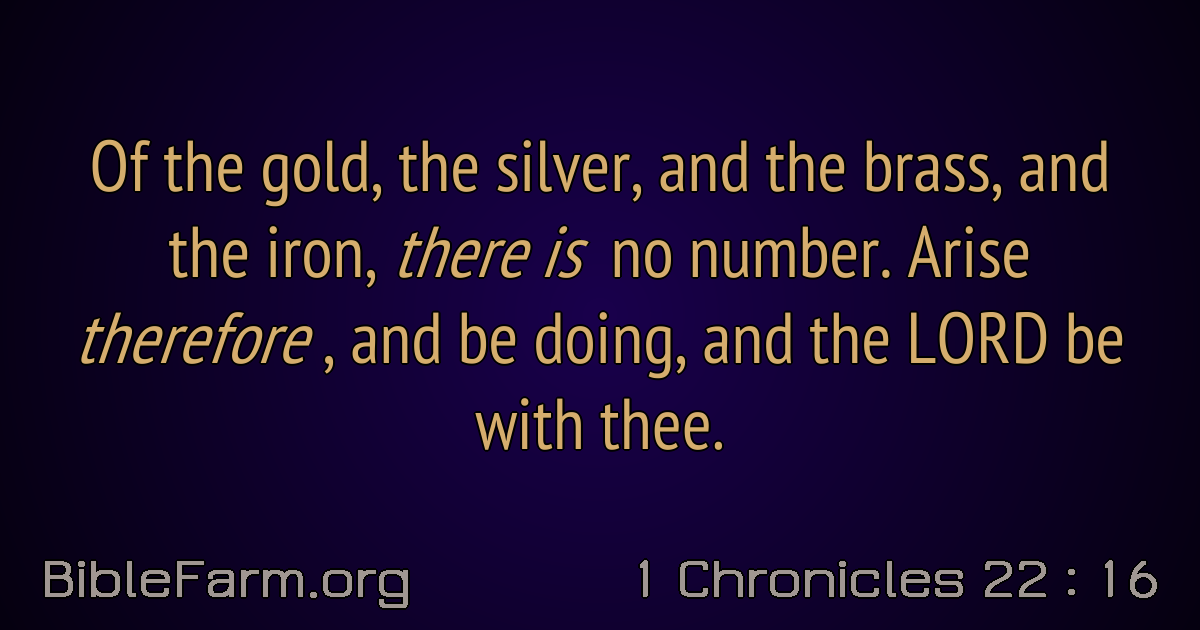 Of the gold, the silver, and the brass, and
the iron, there is no number. Arise
therefore , and be doing, and the LORD be
with thee.
BibleFarm.org
1 Chronicles 22 : 16